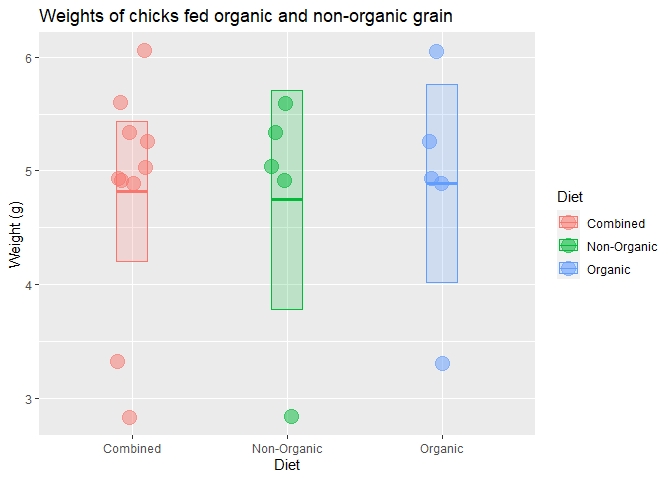 Weights of chicks fed organic and non-organic grain
6
5
4
3
Weight (g)
Combined
Non-Organic
Organic
Diet
Diet
Combined
Non-Organic
Organic